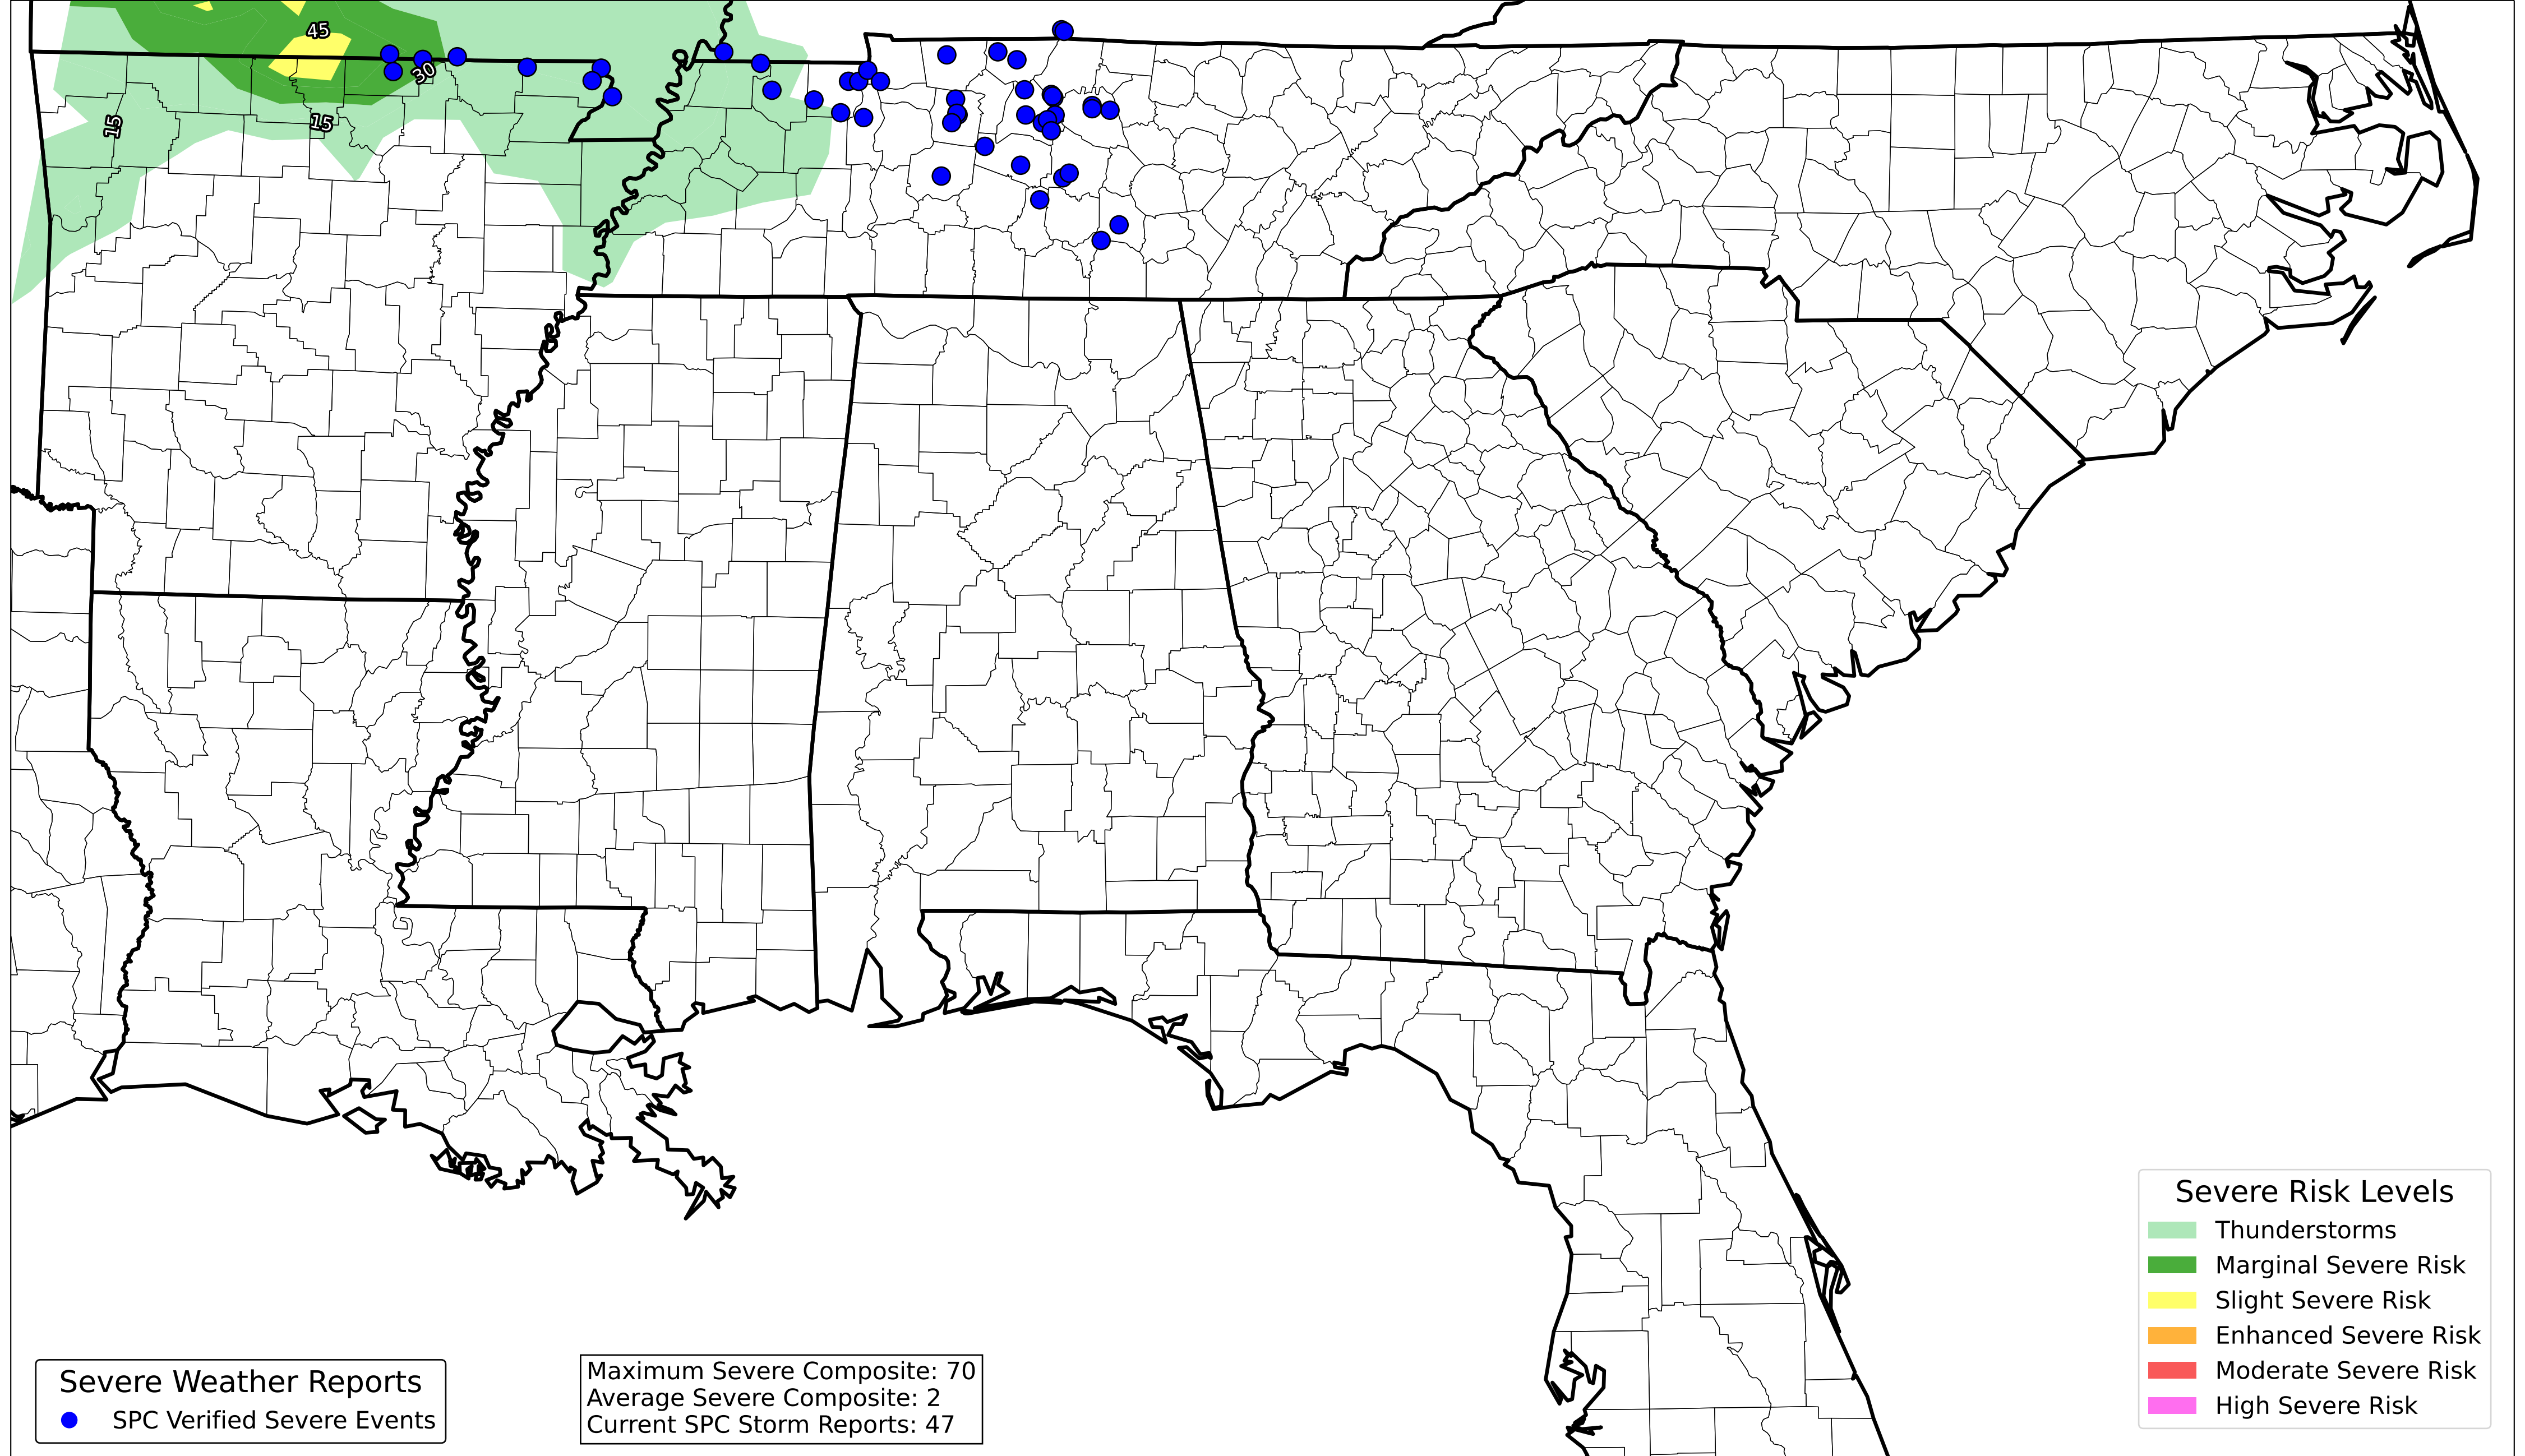 45
30
15
15
Severe Weather Reports
SPC Verified Severe Events
Maximum Severe Composite: 70
Average Severe Composite: 2
Current SPC Storm Reports: 47
Severe Risk Levels
Thunderstorms
Marginal Severe Risk
Slight Severe Risk
Enhanced Severe Risk
Moderate Severe Risk
High Severe Risk